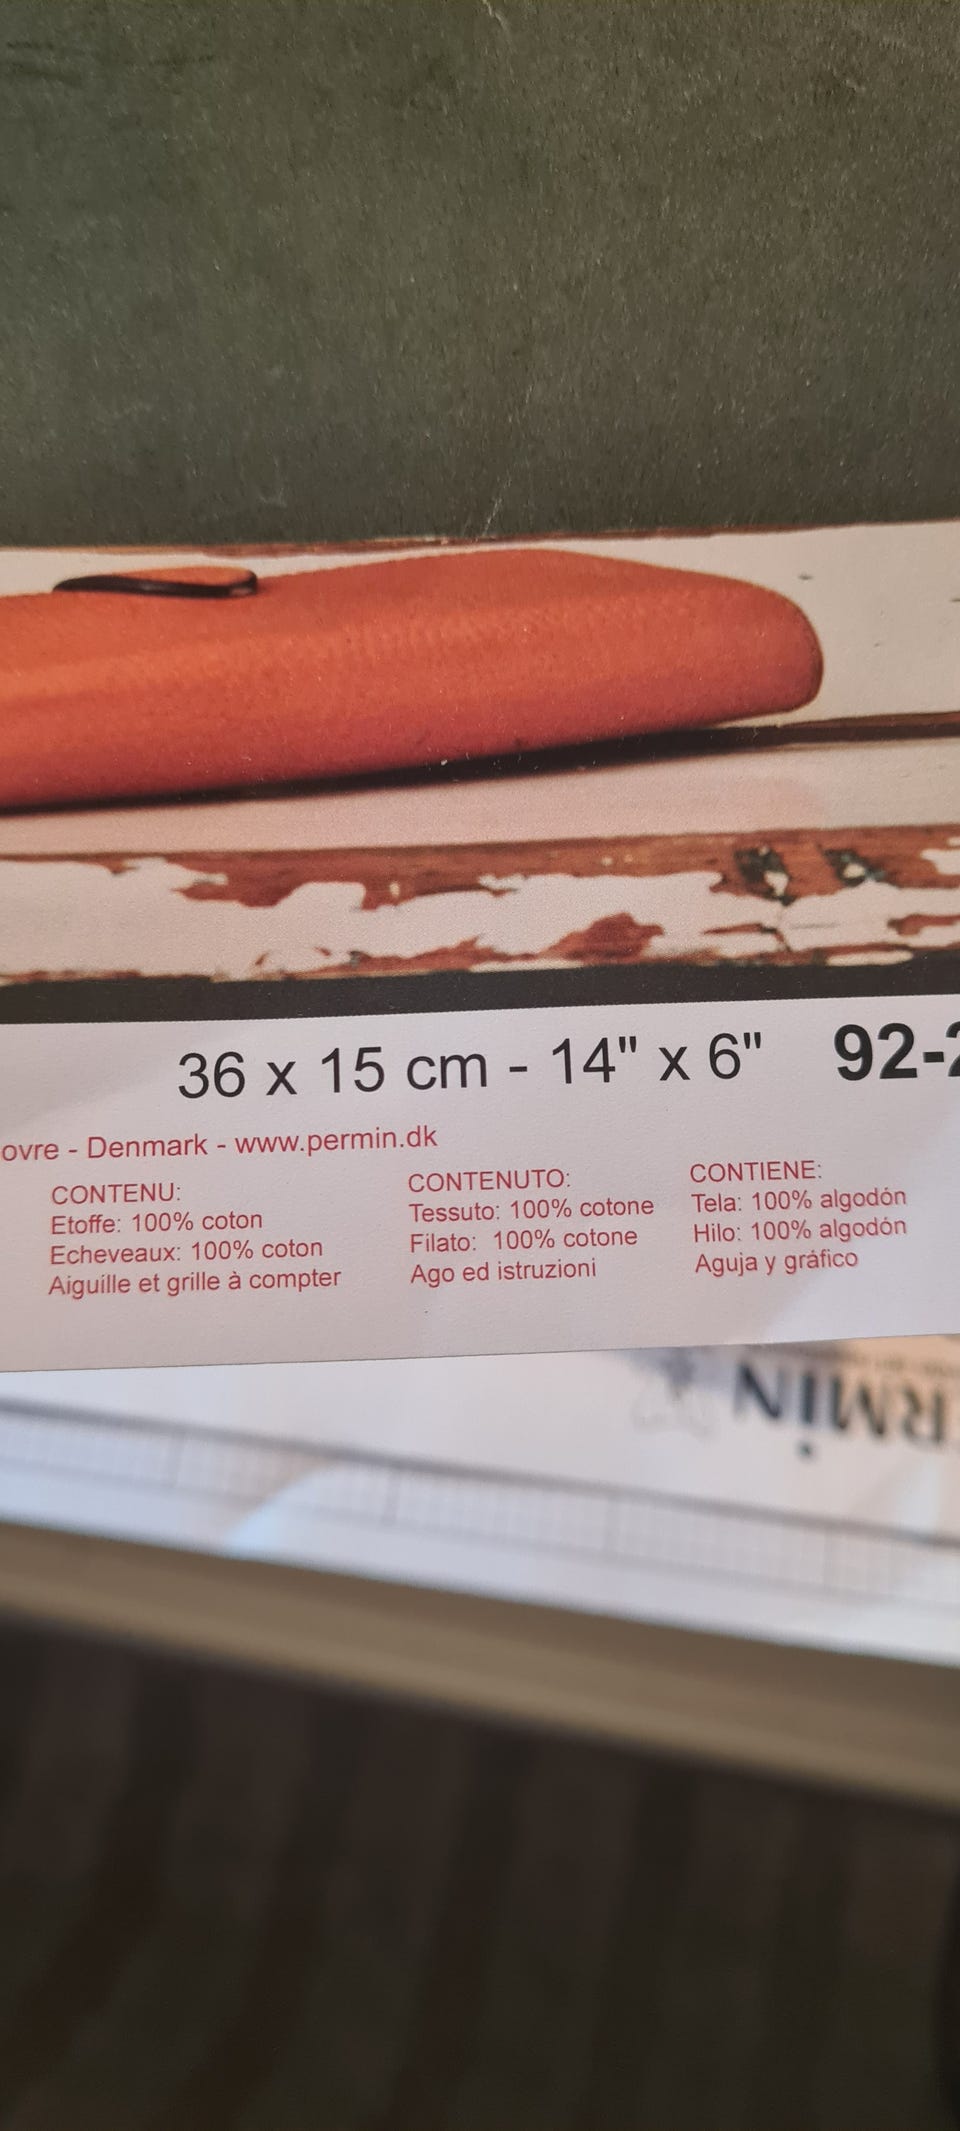 36 x 15 cm - 14" x 6" 92-
ovre - Denmark - www.permin.dk
CONTENU:
Etoffe: 100% coton
Echeveaux: 100% coton
Aiguille et grille à compter
CONTENUTO:
Tessuto: 100% cotone
Filato: 100% cotone
Ago ed istruzioni
CONTIENE:
Tela: 100% algodón
Hilo: 100% algodón
Aguja y gráfico
RMIN